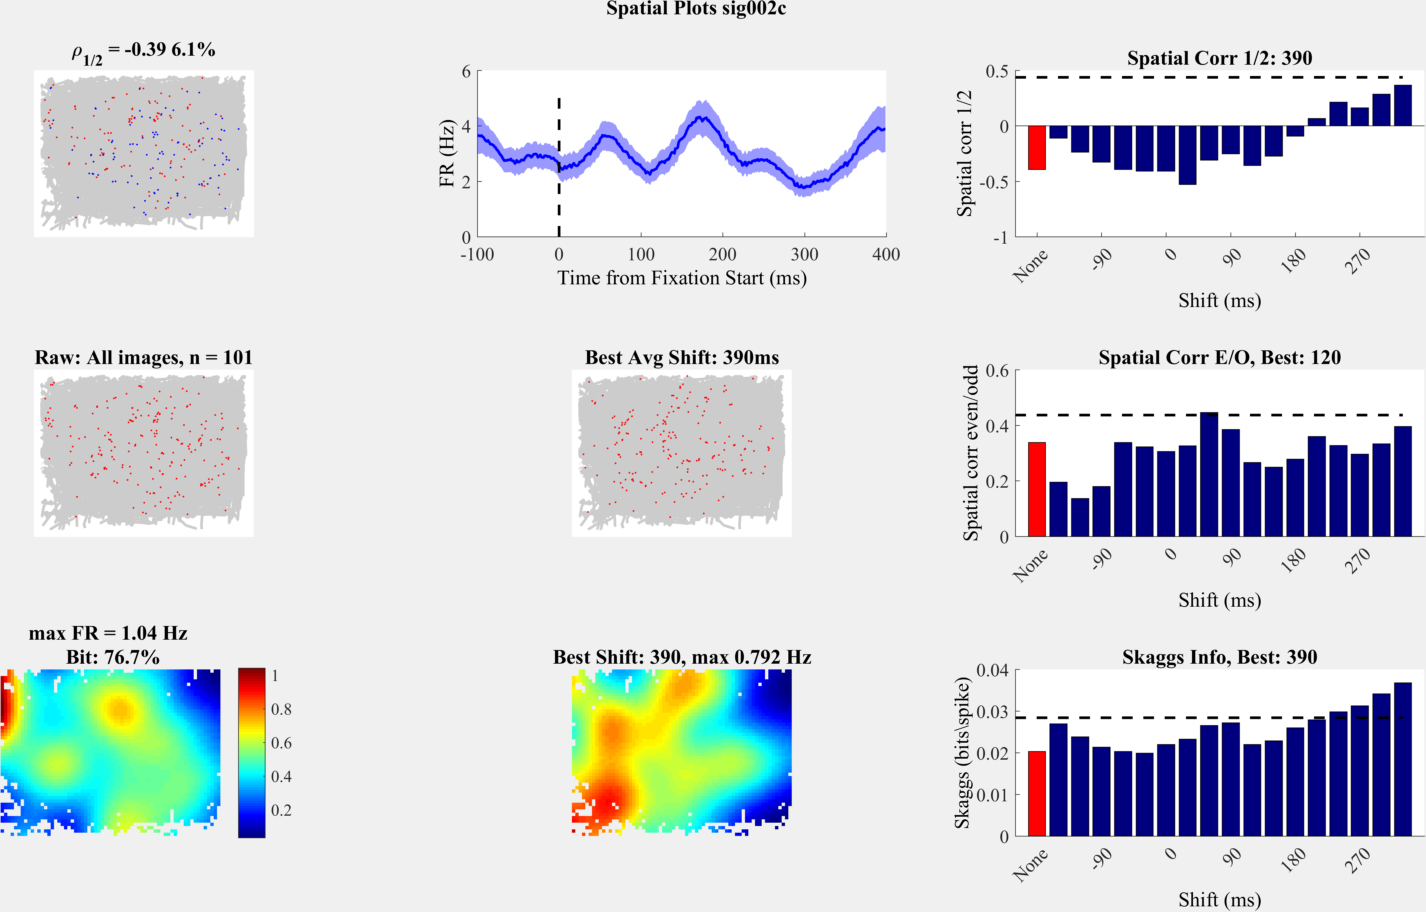 Spatial Plots sig002c
ρ1/2 = -0.39 6.1%
FR (Hz)
6
4
2
0
-100 0 100 200 300 400
Time from Fixation Start (ms)
Spatial Corr 1/2: 390
Spatial corr 1/2
0.5
0
-0.5
-1
None -90 0 90 180 270
Shift (ms)
Raw: All images, n = 101
Best Avg Shift: 390ms
Spatial Corr E/O, Best: 120
Spatial corr even/odd
0.6
0.4
0.2
0
None -90 0 90 180 270
Shift (ms)
max FR = 1.04 Hz
Bit: 76.7%
1
0.8
0.6
0.4
0.2
Best Shift: 390, max 0.792 Hz
Skaggs Info, Best: 390
Skaggs (bits\spike)
0.04
0.03
0.02
0.01
0
None -90 0 90 180 270
Shift (ms)